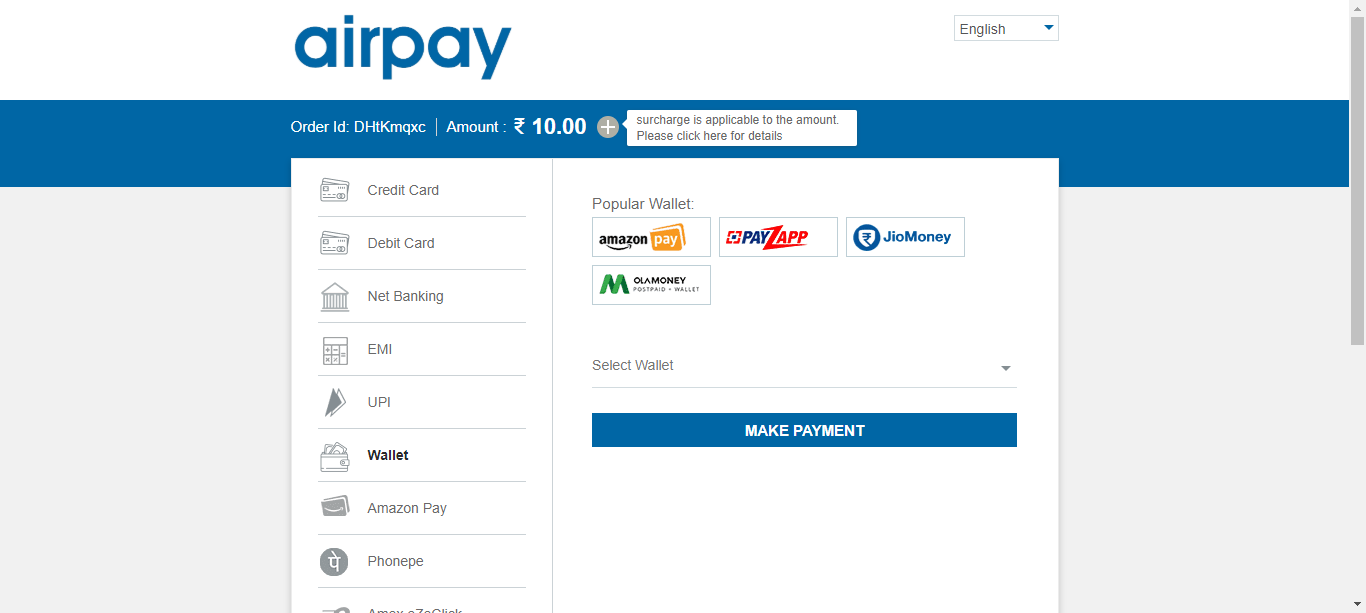 airpay
English
Order Id: DHtKmqxc | Amount : ₹ 10.00
surcharge is applicable to the amount.
Please click here for details
Credit Card
Debit Card
Net Banking
EMI
UPI
Wallet
Amazon Pay
Phonepe
Amex eZeClick
Popular Wallet:
amazon pay
PAYZAPP
JioMoney
OLAMONEY
POSTPAID + WALLET
Select Wallet
MAKE PAYMENT